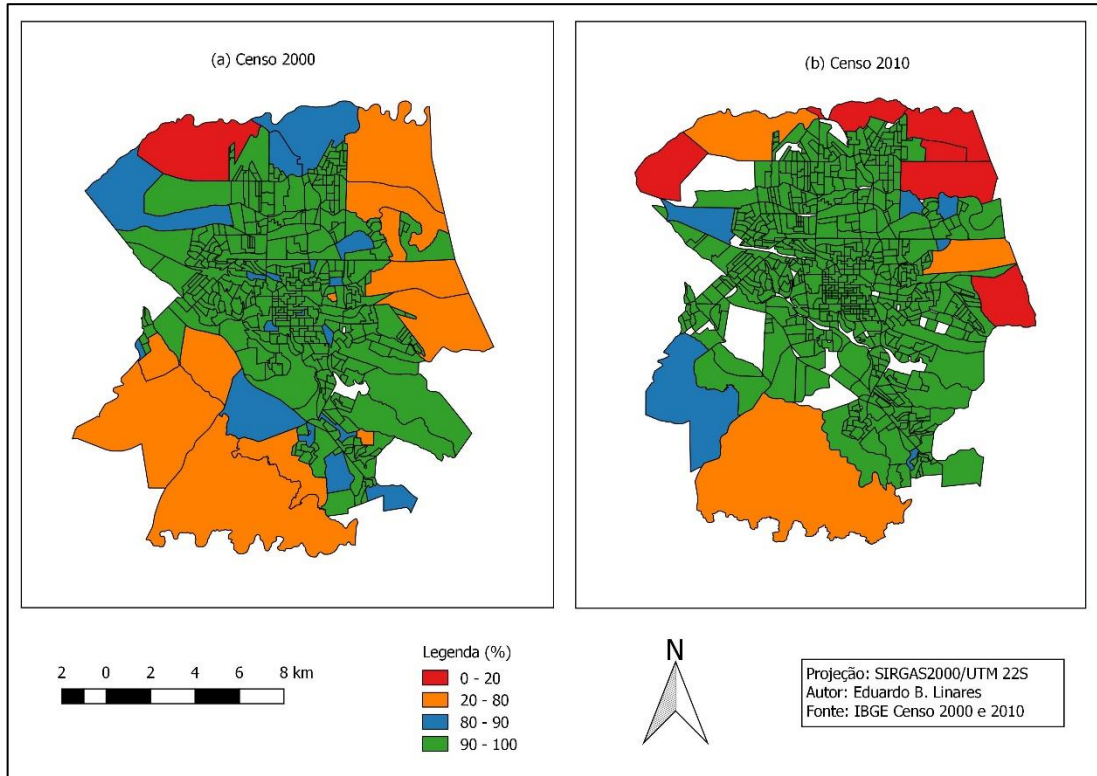 (a) Censo 2000
(b) Censo 2010
2 0 2 4 6 8 km
Legenda (%)
0 - 20
20 - 80
80 - 90
90 - 100
N
Projeção: SIRGAS2000/UTM 22S
Autor: Eduardo B. Linares
Fonte: IBGE Censo 2000 e 2010